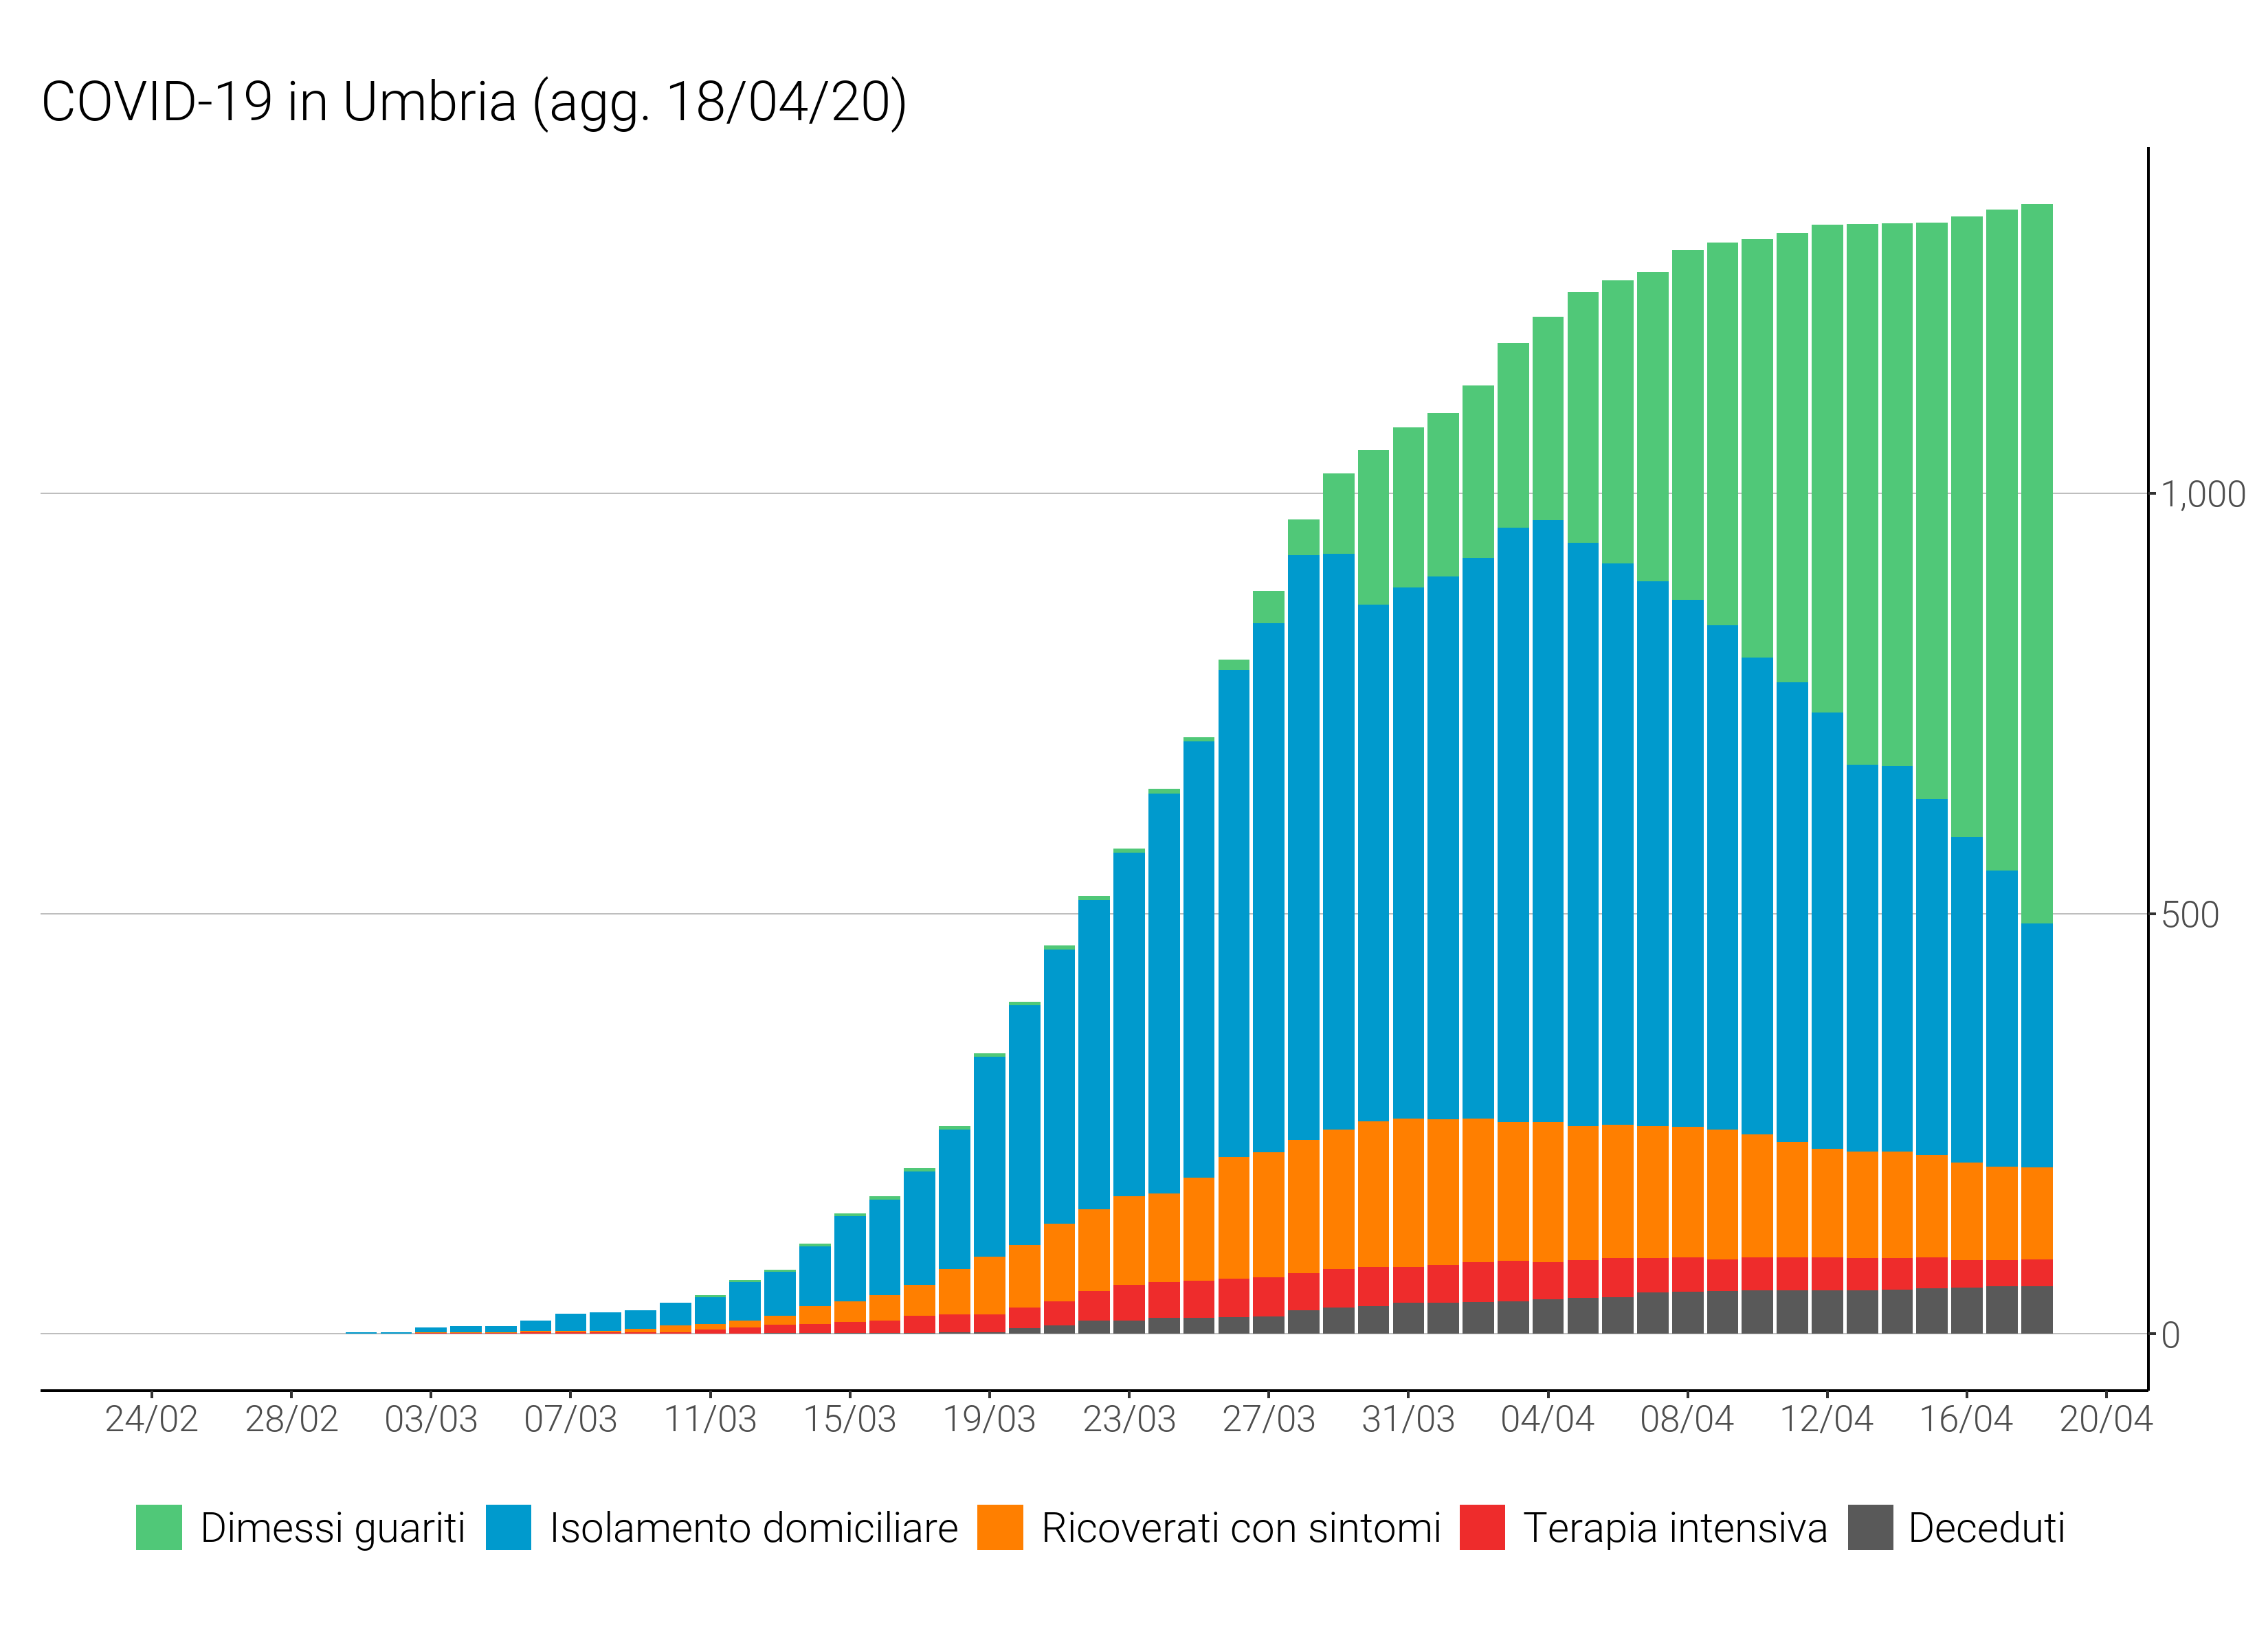 COVID-19 in Umbria (agg. 18/04/20)
1,000
500
0
24/02 28/02 03/03 07/03 11/03 15/03 19/03 23/03 27/03 31/03 04/04 08/04 12/04 16/04 20/04
Dimessi guariti Isolamento domiciliare Ricoverati con sintomi Terapia intensiva Deceduti